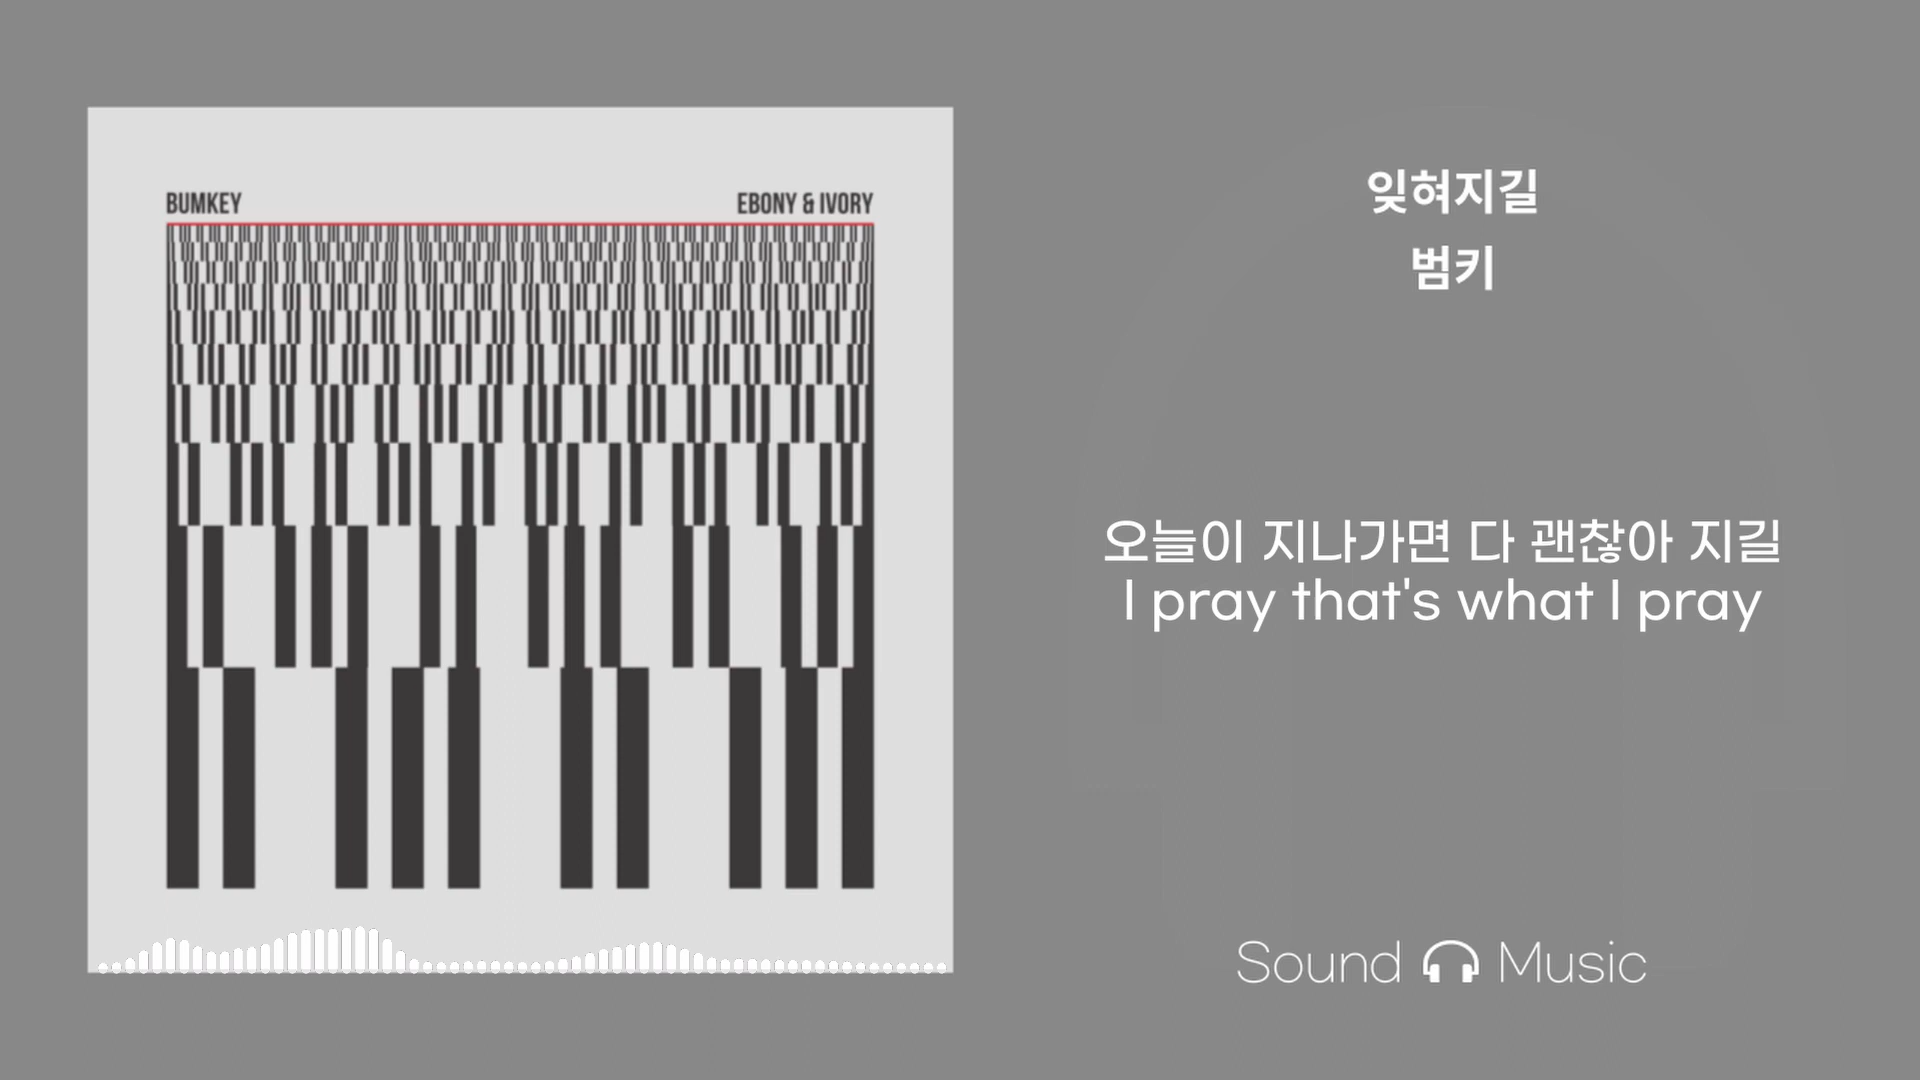 BUMKEY
EBONY & IVORY
잊혀지길
범키
오늘이 지나가면 다 괜찮아 지길
I pray that's what I pray
Sound Music